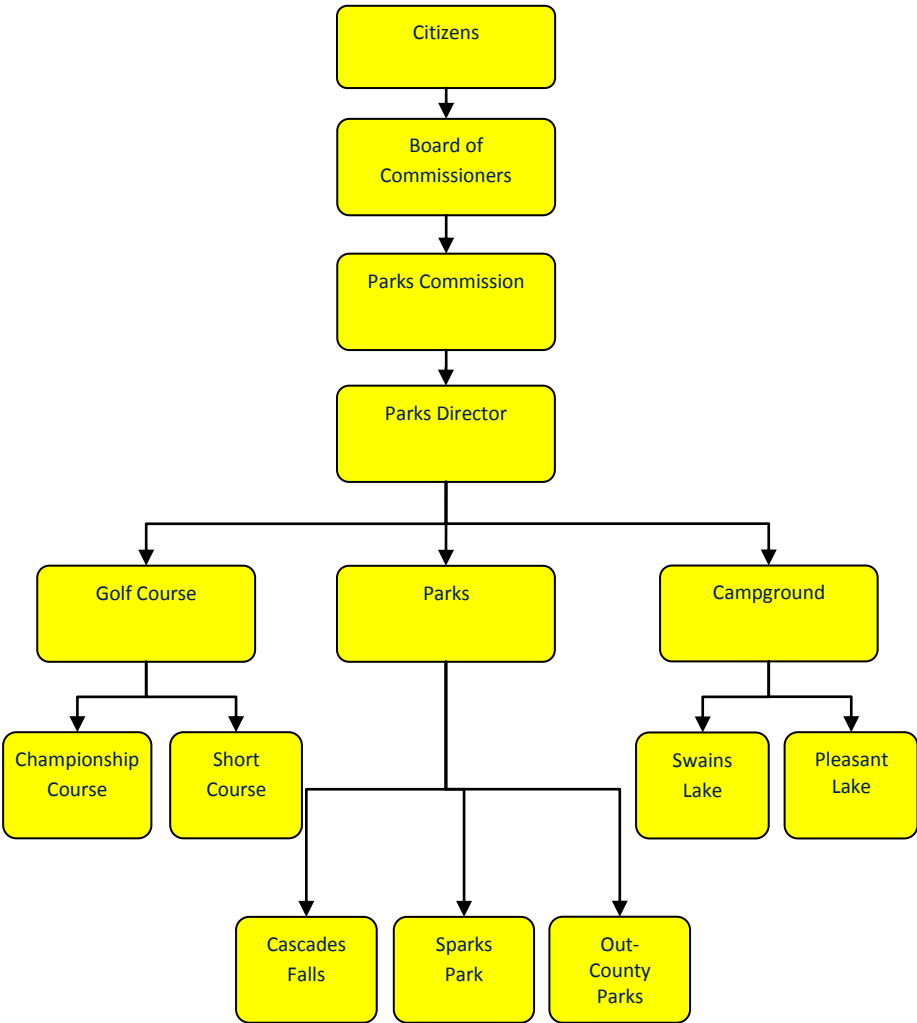 Citizens
Board of
Commissioners
Parks Commission
Parks Director
Golf Course
Parks
Campground
Championship
Course
Short
Course
Swains
Lake
Pleasant
Lake
Cascades
Falls
Sparks
Park
Out-
County
Parks